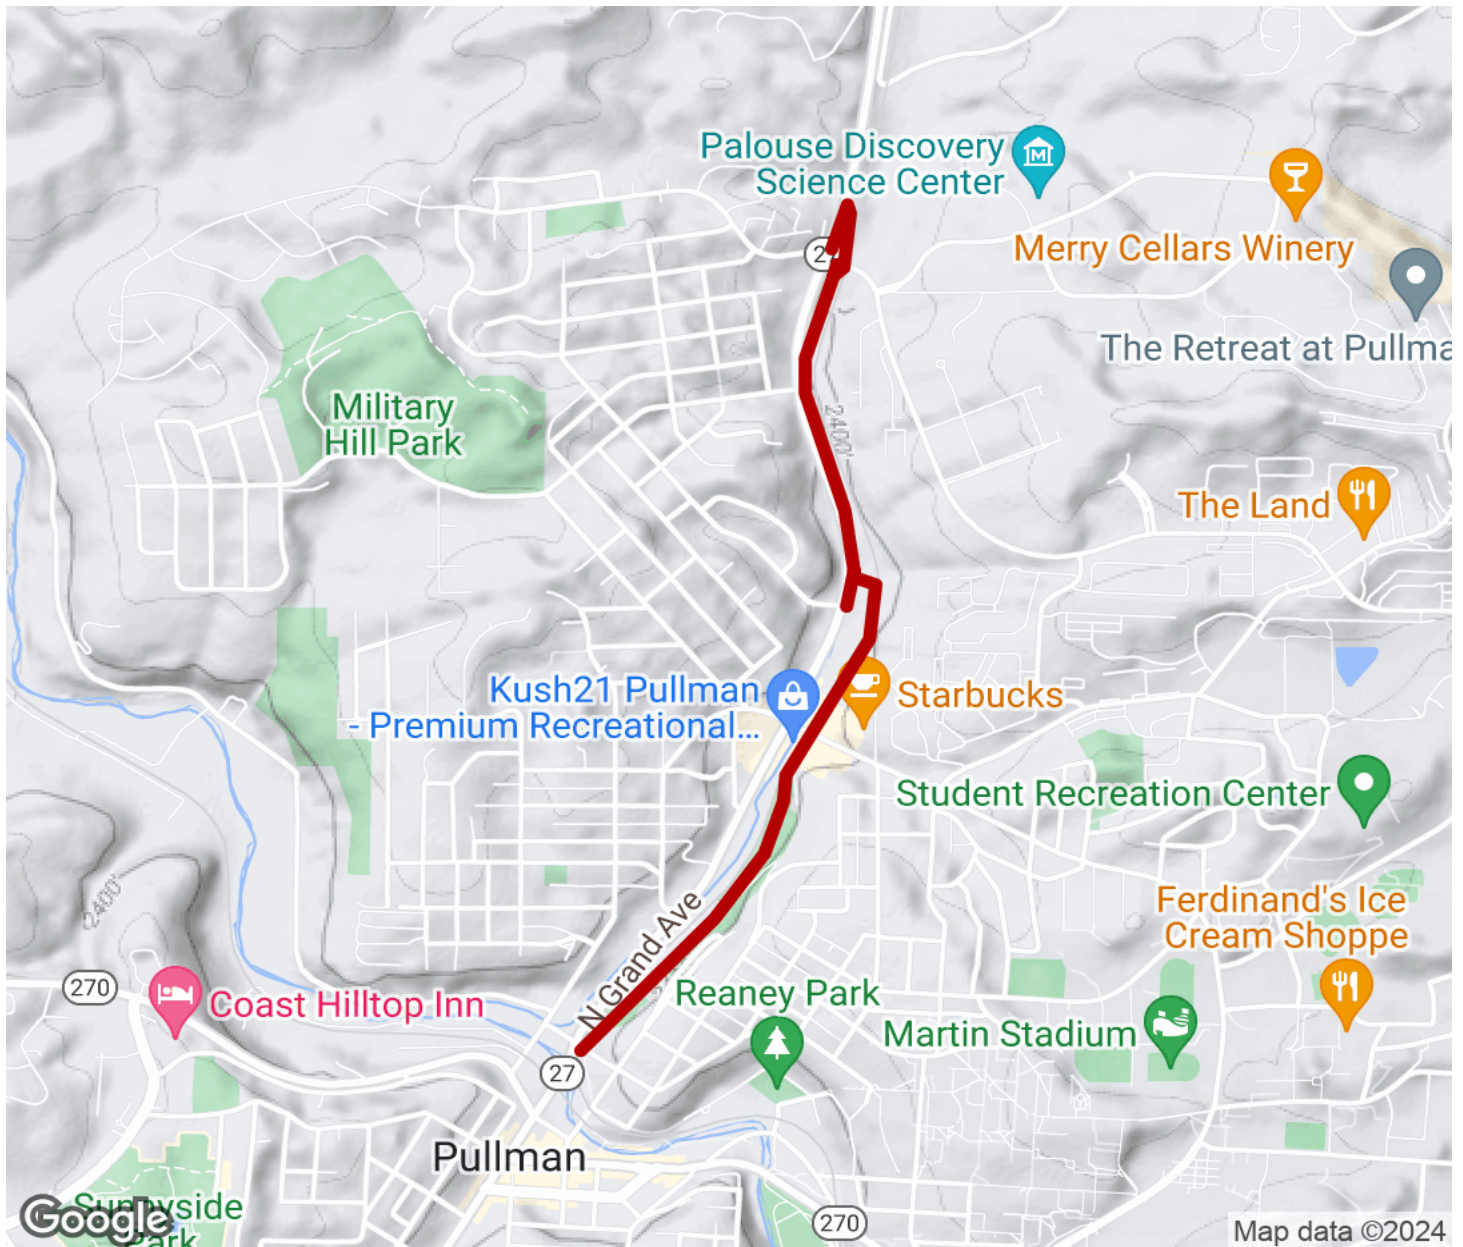 Palouse Discovery
Science Center
Merry Cellars Winery
The Retreat at Pullma
Military
Hill Park
2400'
The Land
Kush21 Pullman
- Premium Recreational...
Starbucks
Student Recreation Center
2400'
N Grand Ave
Ferdinand's Ice
Cream Shoppe
270
Coast Hilltop Inn
Reaney Park
Martin Stadium
27
Pullman
Sunnyside
Park
Google
270
Map data ©2024